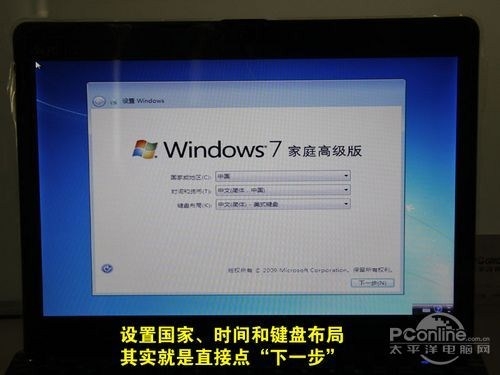 设置 Windows
Windows 7 家庭高级版
国家或地区(C): 中国
时间和货币(T): 中文(简体，中国)
键盘布局(K): 中文(简体) - 美式键盘
版权所有 © 2009 Microsoft Corporation。保留所有权利。
下一步(N)
设置国家、时间和键盘布局
其实就是直接点“下一步”
PConline
.com.cn
太平洋电脑网